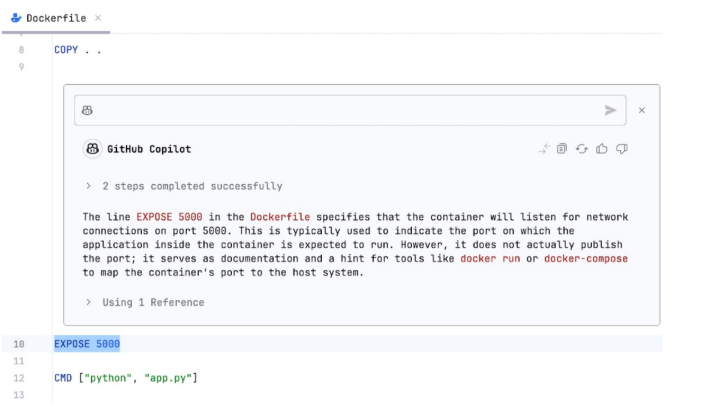 Dockerfile ×
8 COPY . .
9
×
GitHub Copilot
> 2 steps completed successfully
The line EXPOSE 5000 in the Dockerfile specifies that the container will listen for network
connections on port 5000. This is typically used to indicate the port on which the
application inside the container is expected to run. However, it does not actually publish
the port; it serves as documentation and a hint for tools like docker run or docker-compose
to map the container's port to the host system.
> Using 1 Reference
10 EXPOSE 5000
11
12 CMD ["python", "app.py"]
13